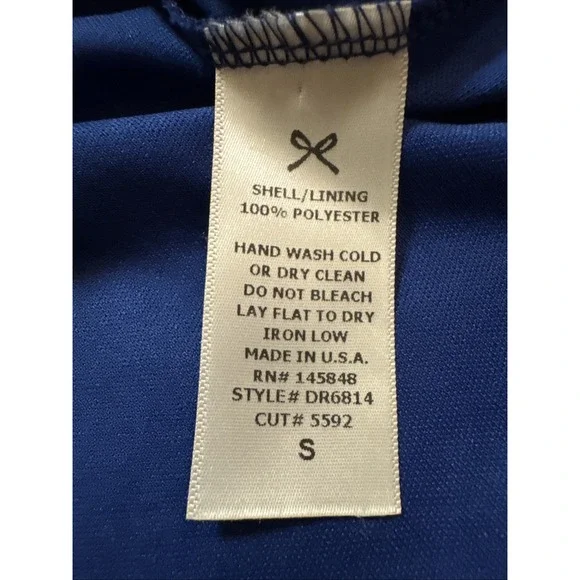 SHELL/LINING
100% POLYESTER
HAND WASH COLD
OR DRY CLEAN
DO NOT BLEACH
LAY FLAT TO DRY
IRON LOW
MADE IN U.S.A.
RN# 145848
STYLE# DR6814
CUT# 5592
S